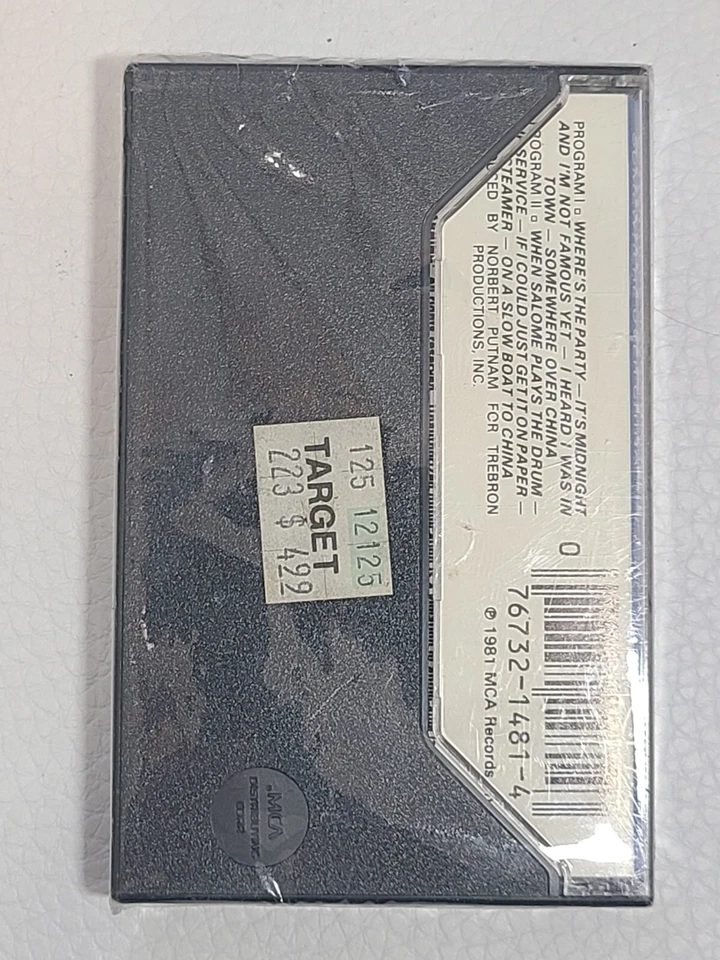 PROGRAM I □ WHERE'S THE PARTY – IT'S MIDNIGHT
AND I'M NOT FAMOUS YET – I HEARD I WAS IN
TOWN – SOMEWHERE OVER CHINA
PROGRAM II □ WHEN SALOME PLAYS THE DRUM –
SERVICE – IF I COULD JUST GET IT ON PAPER –
STEAMER – ON A SLOW BOAT TO CHINA
BY NORBERT PUTNAM FOR TREBRON
PRODUCTIONS, INC.
0
76732-1481-4
℗ 1981 MCA Records
125 12125
TARGET
223 $ 499
MCA